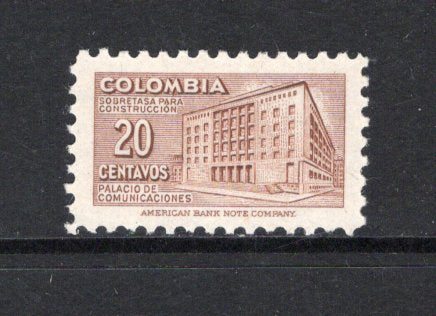 COLOMBIA
SOBRETASA PARA
CONSTRUCCION
20
CENTAVOS
PALACIO DE
COMUNICACIONES
AMERICAN BANK NOTE COMPANY.